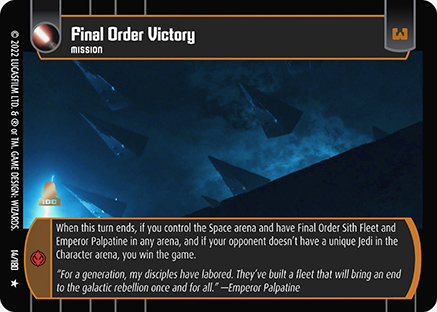 Final Order Victory
MISSION
© 2022 LUCASFILM LTD. & ® or TM. GAME DESIGN: WIZARDS.
14/180
When this turn ends, if you control the Space arena and have Final Order Sith Fleet and
Emperor Palpatine in any arena, and if your opponent doesn't have a unique Jedi in the
Character arena, you win the game.
"For a generation, my disciples have labored. They've built a fleet that will bring an end
to the galactic rebellion once and for all." —Emperor Palpatine